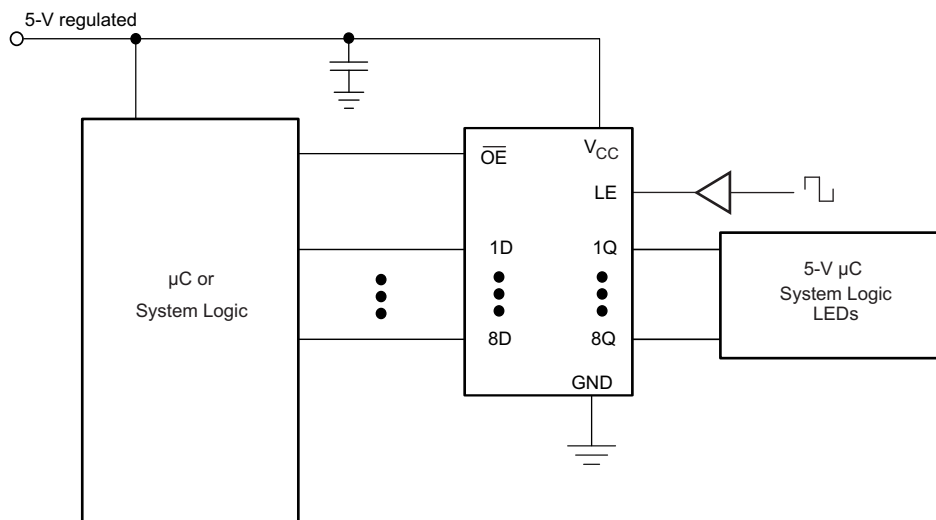 5-V regulated
OE
VCC
LE
1D
1Q
µC or
System Logic
5-V µC
System Logic
LEDs
8D
8Q
GND